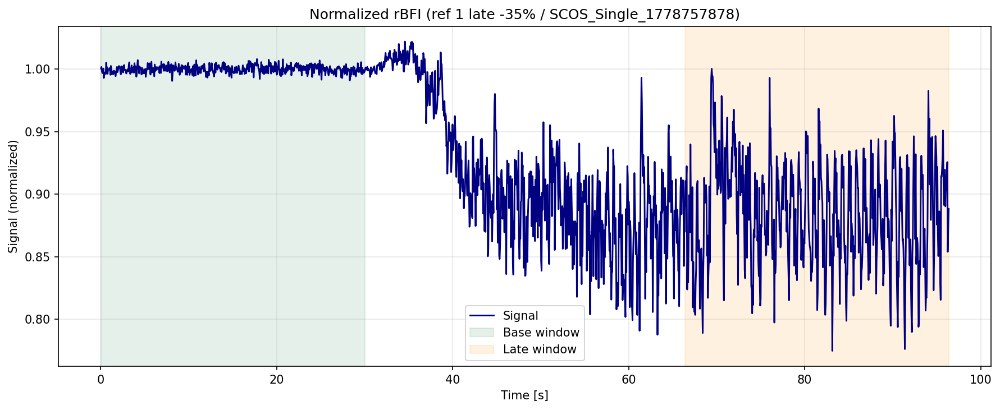 Normalized rBFI (ref 1 late -35% / SCOS_Single_1778757878)
Signal (normalized)
1.00
0.95
0.90
0.85
0.80
Signal
Base window
Late window
0
20
40
60
80
100
Time [s]